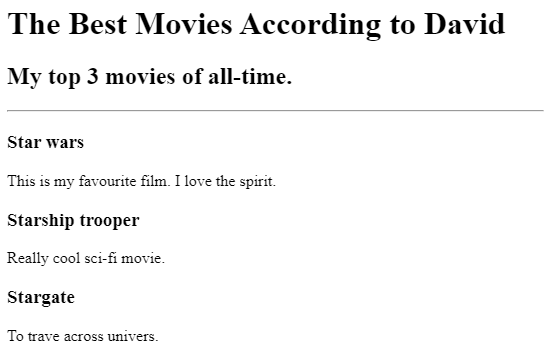 The Best Movies According to David
My top 3 movies of all-time.
Star wars
This is my favourite film. I love the spirit.
Starship trooper
Really cool sci-fi movie.
Stargate
To trave across univers.